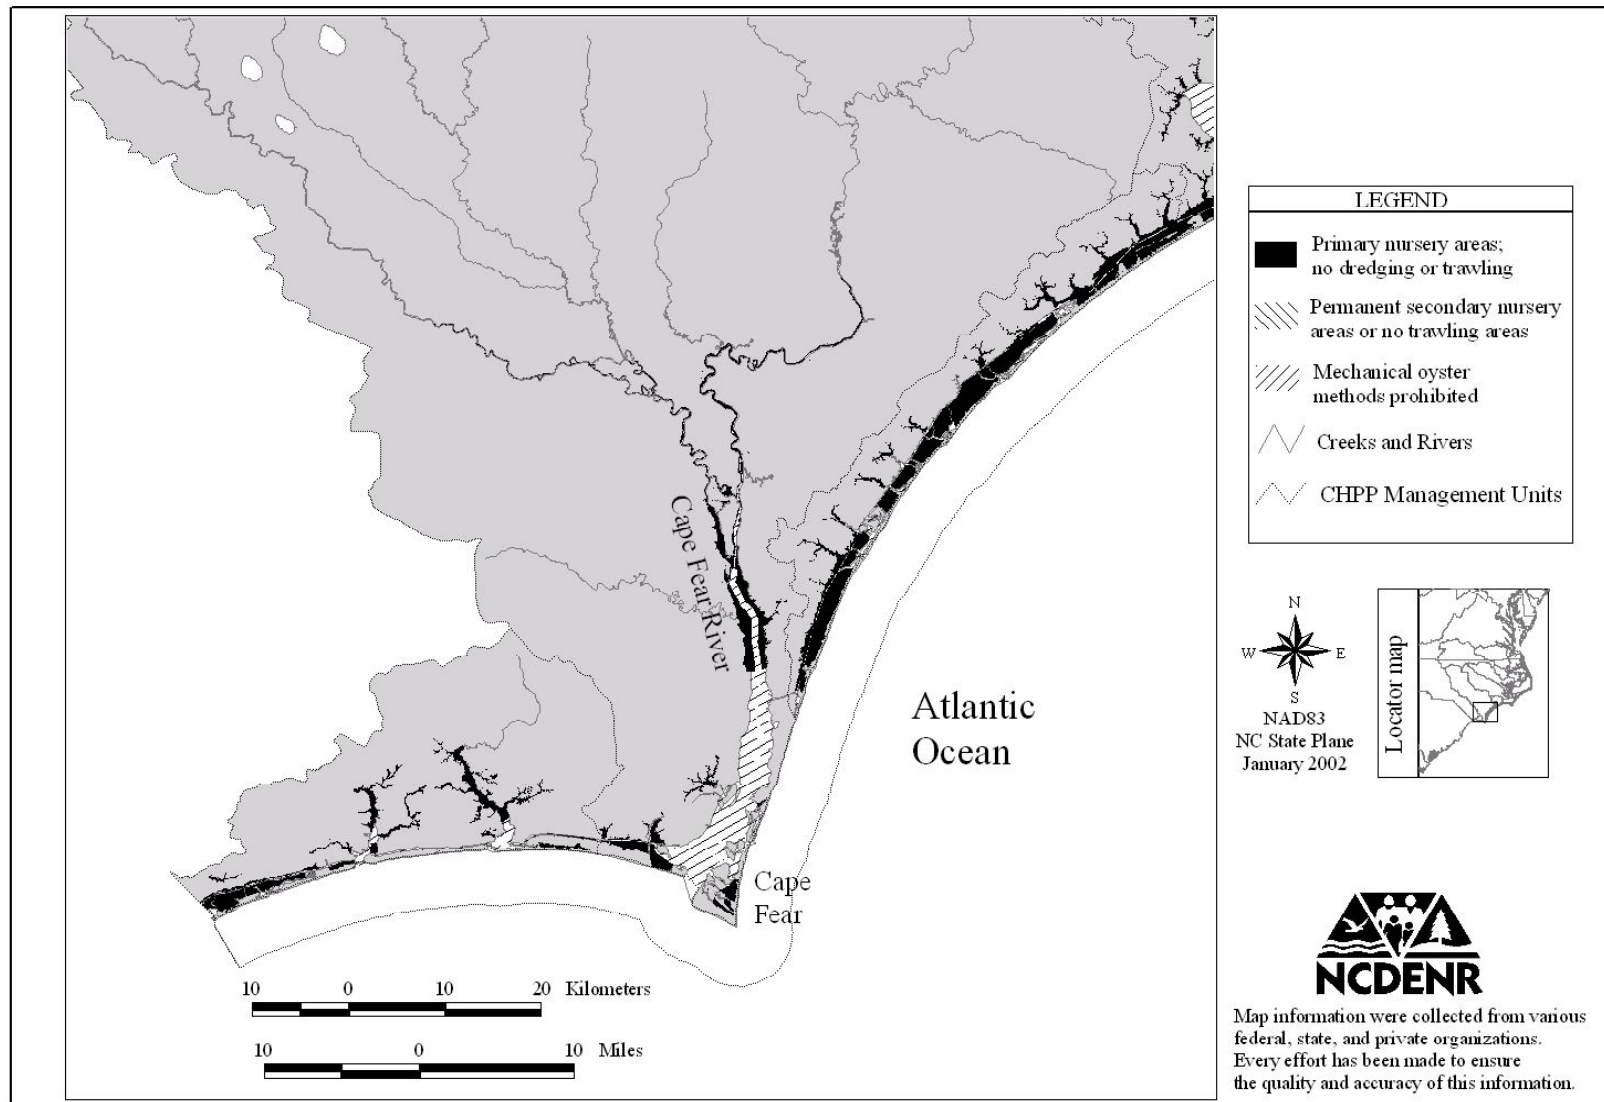 LEGEND
Primary nursery areas;
no dredging or trawling
Permanent secondary nursery
areas or no trawling areas
Mechanical oyster
methods prohibited
Creeks and Rivers
CHPP Management Units
Cape Fear River
Atlantic
Ocean
Cape
Fear
N
W
E
S
NAD83
NC State Plane
January 2002
Locator map
10 0 10 20 Kilometers
10 0 10 Miles
NCDENR
Map information were collected from various
federal, state, and private organizations.
Every effort has been made to ensure
the quality and accuracy of this information.